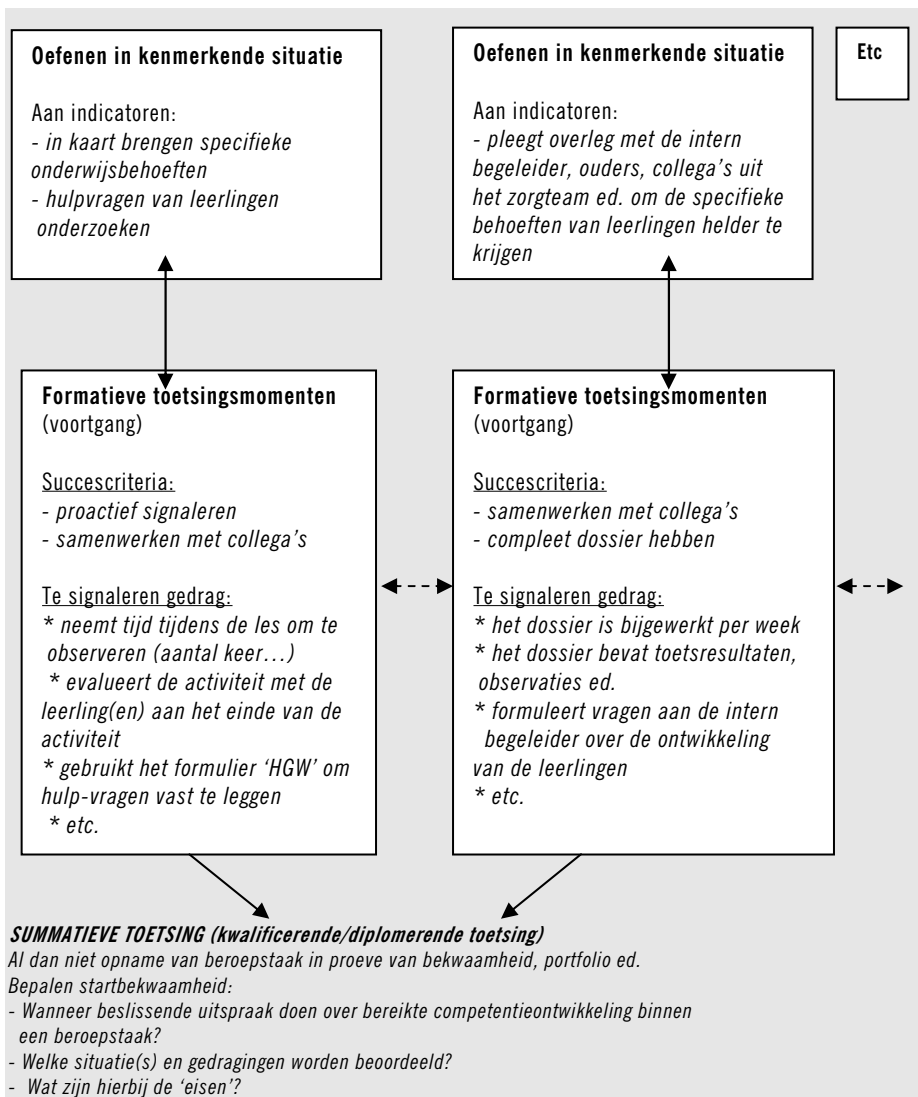 Oefenen in kenmerkende situatie
Aan indicatoren:
- in kaart brengen specifieke
onderwijsbehoeften
- hulpvragen van leerlingen
onderzoeken
Oefenen in kenmerkende situatie
Aan indicatoren:
- pleegt overleg met de intern
begeleider, ouders, collega's uit
het zorgteam ed. om de specifieke
behoeften van leerlingen helder te
krijgen
Etc
Formatieve toetsingsmomenten
(voortgang)
Succescriteria:
- proactief signaleren
- samenwerken met collega's
Te signaleren gedrag:
* neemt tijd tijdens de les om te
observeren (aantal keer…)
* evalueert de activiteit met de
leerling(en) aan het einde van de
activiteit
* gebruikt het formulier 'HGW' om
hulp-vragen vast te leggen
* etc.
Formatieve toetsingsmomenten
(voortgang)
Succescriteria:
- samenwerken met collega's
- compleet dossier hebben
Te signaleren gedrag:
* het dossier is bijgewerkt per week
* het dossier bevat toetsresultaten,
observaties ed.
* formuleert vragen aan de intern
begeleider over de ontwikkeling
van de leerlingen
* etc.
SUMMATIEVE TOETSING (kwalificerende/diplomerende toetsing)
Al dan niet opname van beroepstaak in proeve van bekwaamheid, portfolio ed.
Bepalen startbekwaamheid:
- Wanneer beslissende uitspraak doen over bereikte competentieontwikkeling binnen
een beroepstaak?
- Welke situatie(s) en gedragingen worden beoordeeld?
- Wat zijn hierbij de 'eisen'?